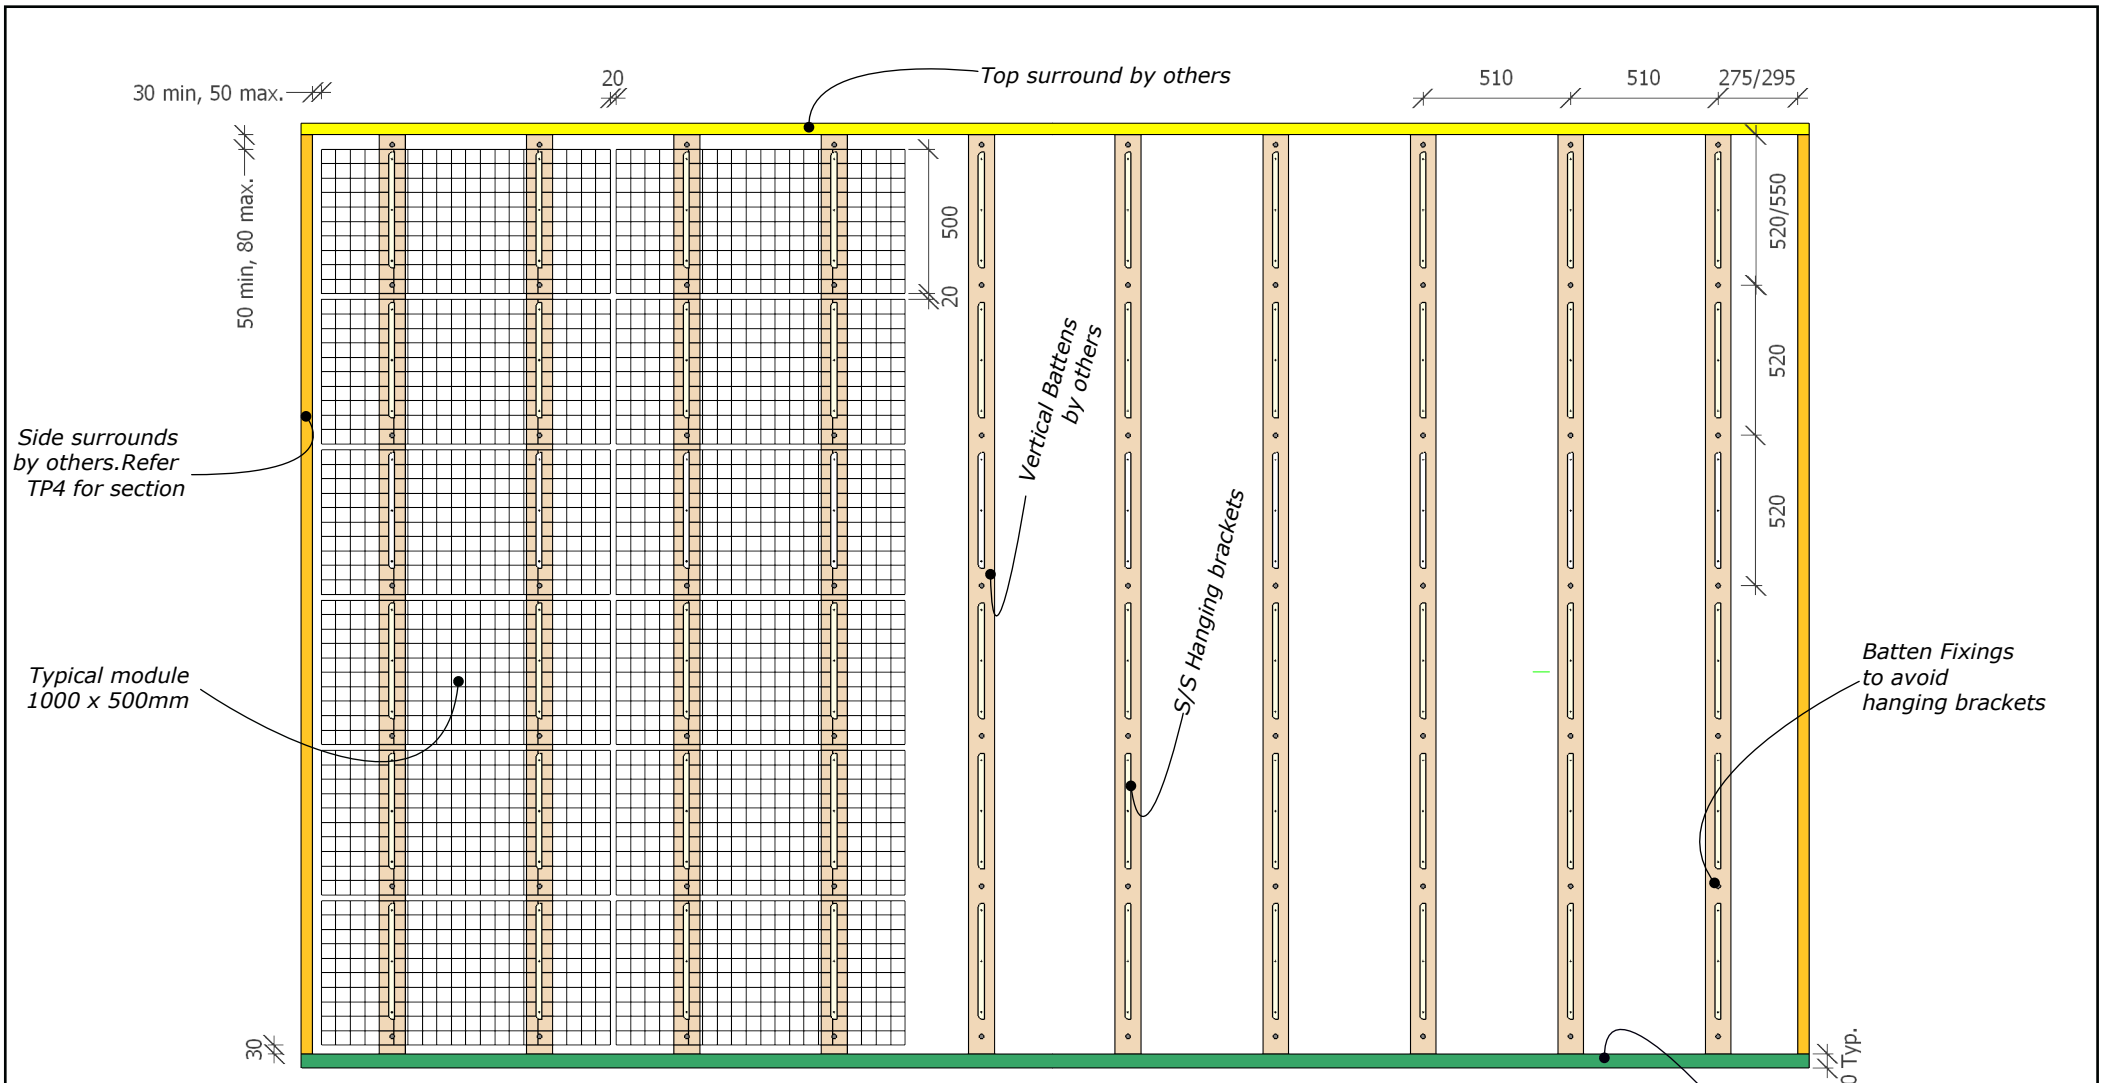 20
Top surround by others
510
510
275/295
30 min, 50 max.
50 min, 80 max.
500
20
520/550
520
520
Vertical Battens
by others
S/S Hanging brackets
Side surrounds
by others.Refer
TP4 for section
Typical module
1000 x 500mm
Batten Fixings
to avoid
hanging brackets
30
0 Typ.